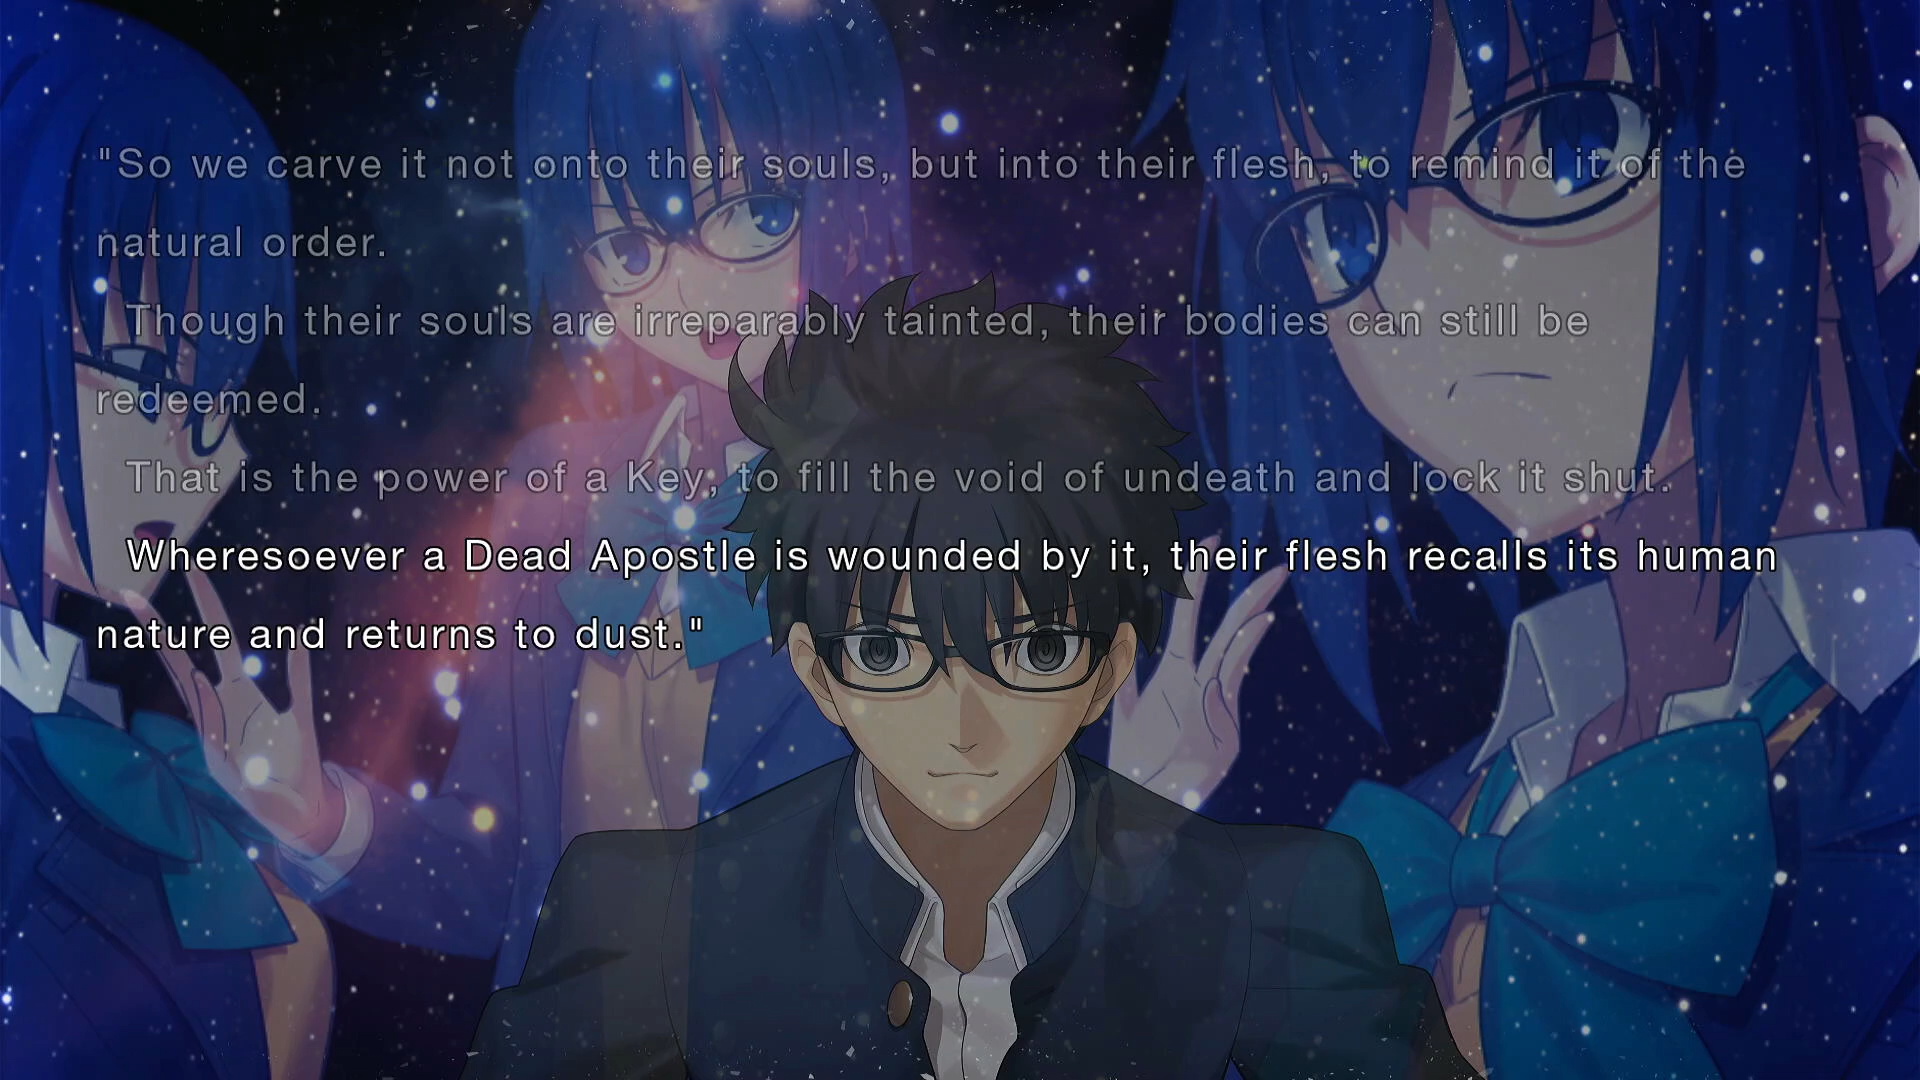 "So we carve it not onto their souls, but into their flesh, to remind it of the
natural order.
Though their souls are irreparably tainted, their bodies can still be
redeemed.
That is the power of a Key, to fill the void of undeath and lock it shut.
Wheresoever a Dead Apostle is wounded by it, their flesh recalls its human
nature and returns to dust."